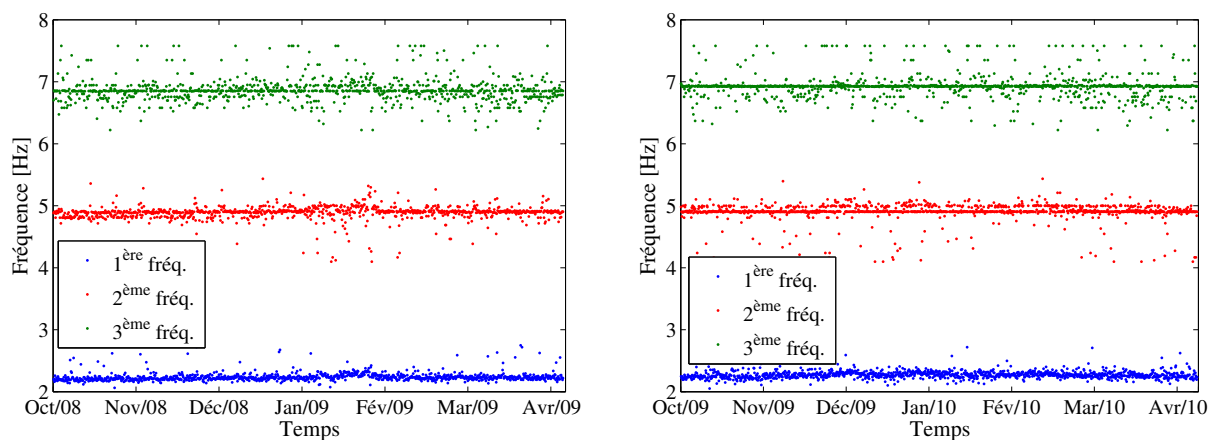 8
7
6
5
4
3
2
Fréquence [Hz]
1ère fréq.
2ème fréq.
3ème fréq.
Oct/08 Nov/08 Déc/08 Jan/09 Fév/09 Mar/09 Avr/09
Temps
8
7
6
5
4
3
2
Fréquence [Hz]
1ère fréq.
2ème fréq.
3ème fréq.
Oct/09 Nov/09 Déc/09 Jan/10 Fév/10 Mar/10 Avr/10
Temps